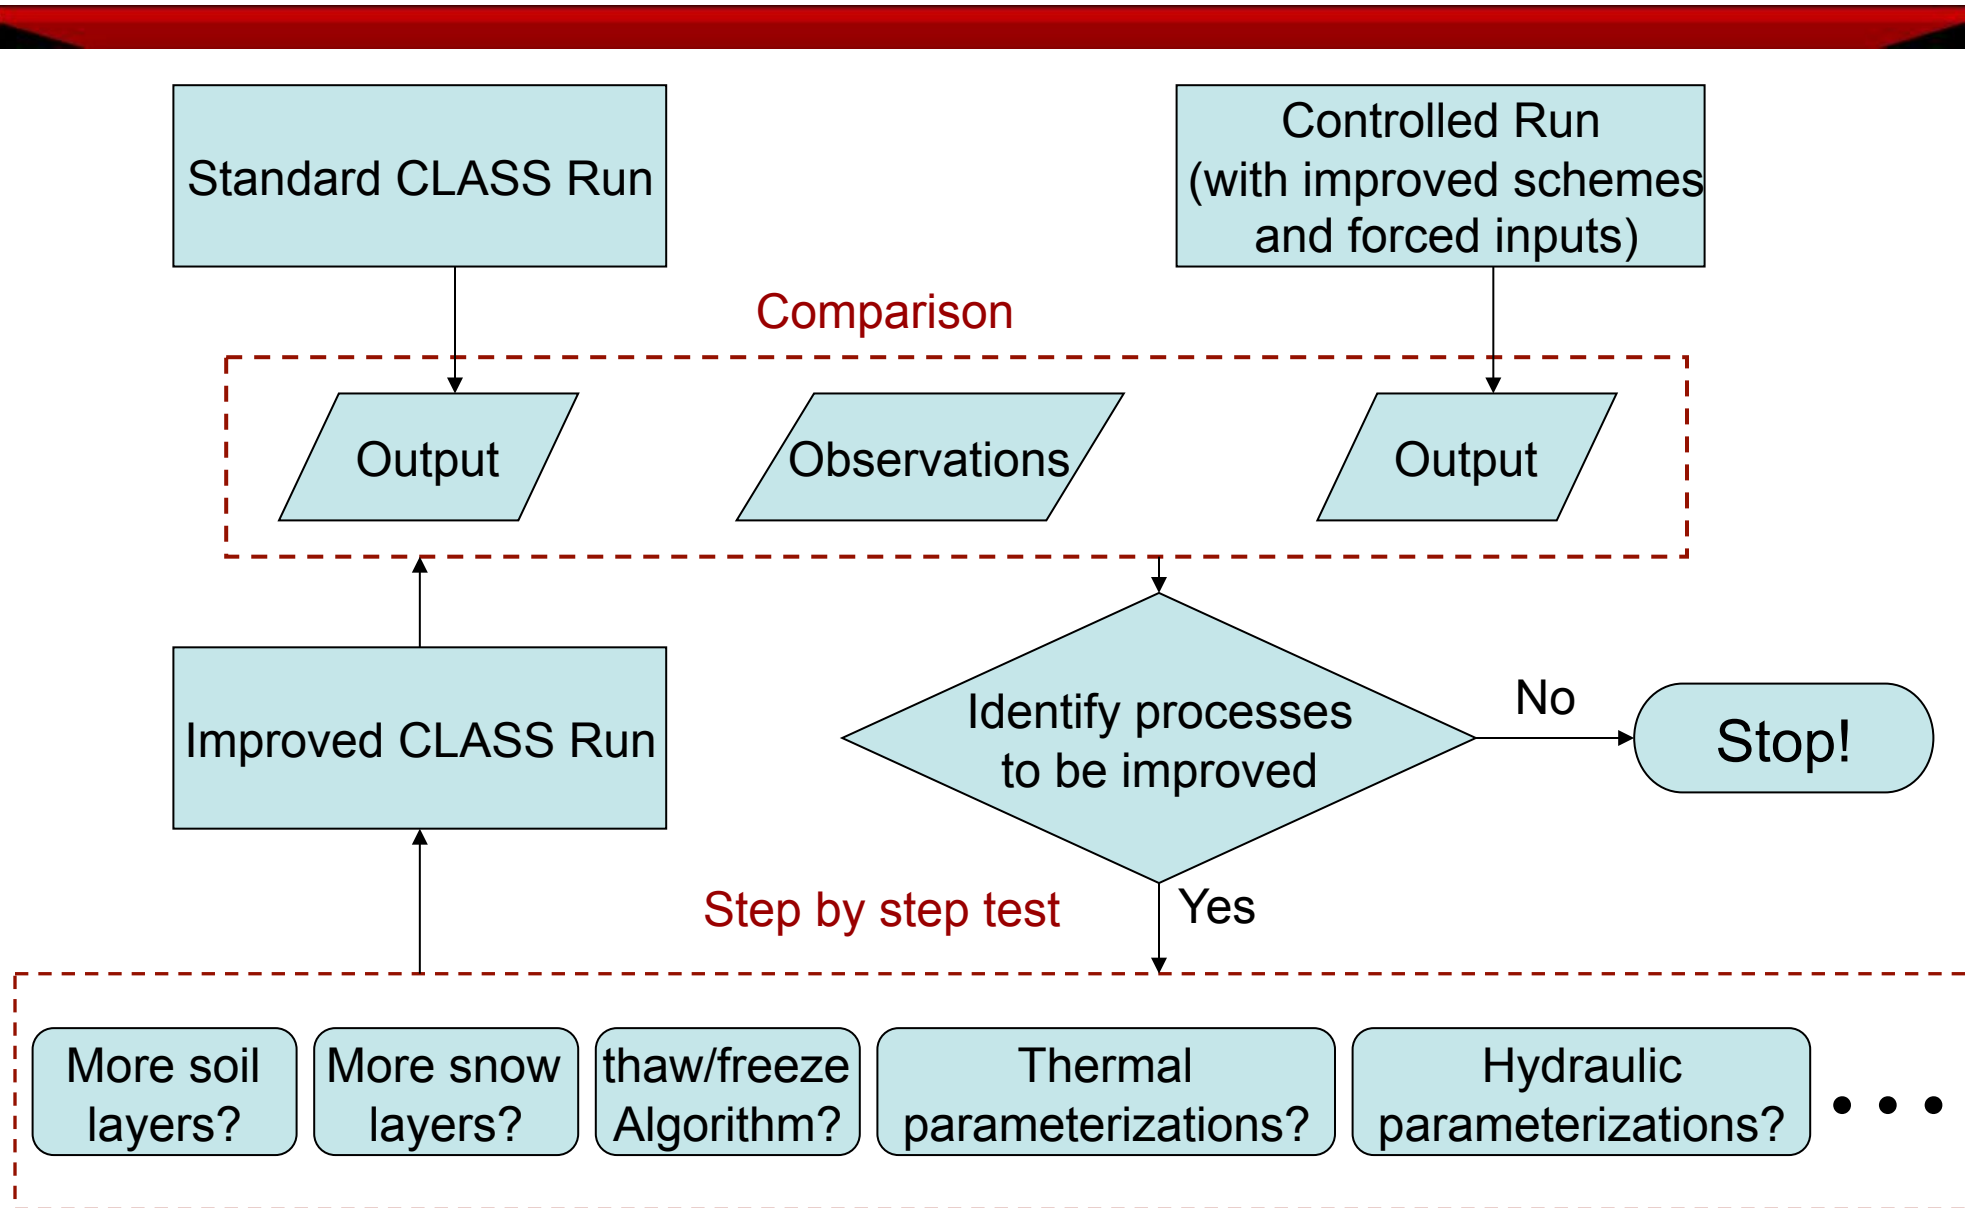 Standard CLASS Run
Controlled Run
(with improved schemes
and forced inputs)
Comparison
Output
Observations
Output
Improved CLASS Run
Identify processes
to be improved
No
Stop!
Step by step test
Yes
More soil
layers?
More snow
layers?
thaw/freeze
Algorithm?
Thermal
parameterizations?
Hydraulic
parameterizations?
• • •